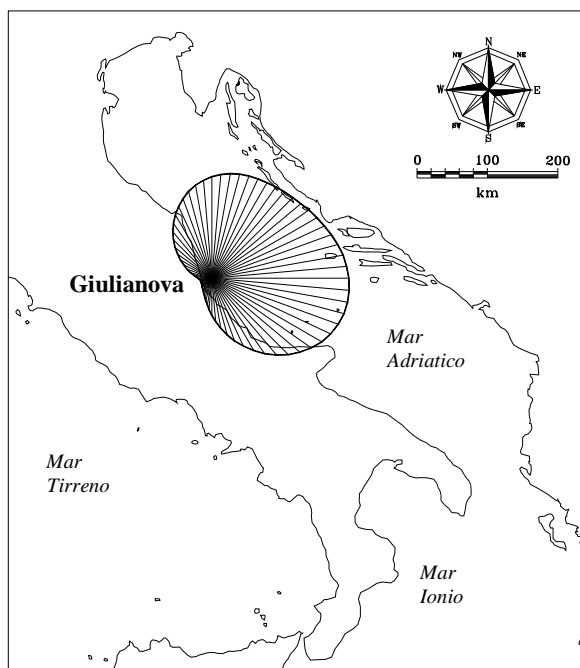 N
NW
NE
W
E
SW
SE
S
0 100 200
km
Giulianova
Mar
Adriatico
Mar
Tirreno
Mar
Ionio